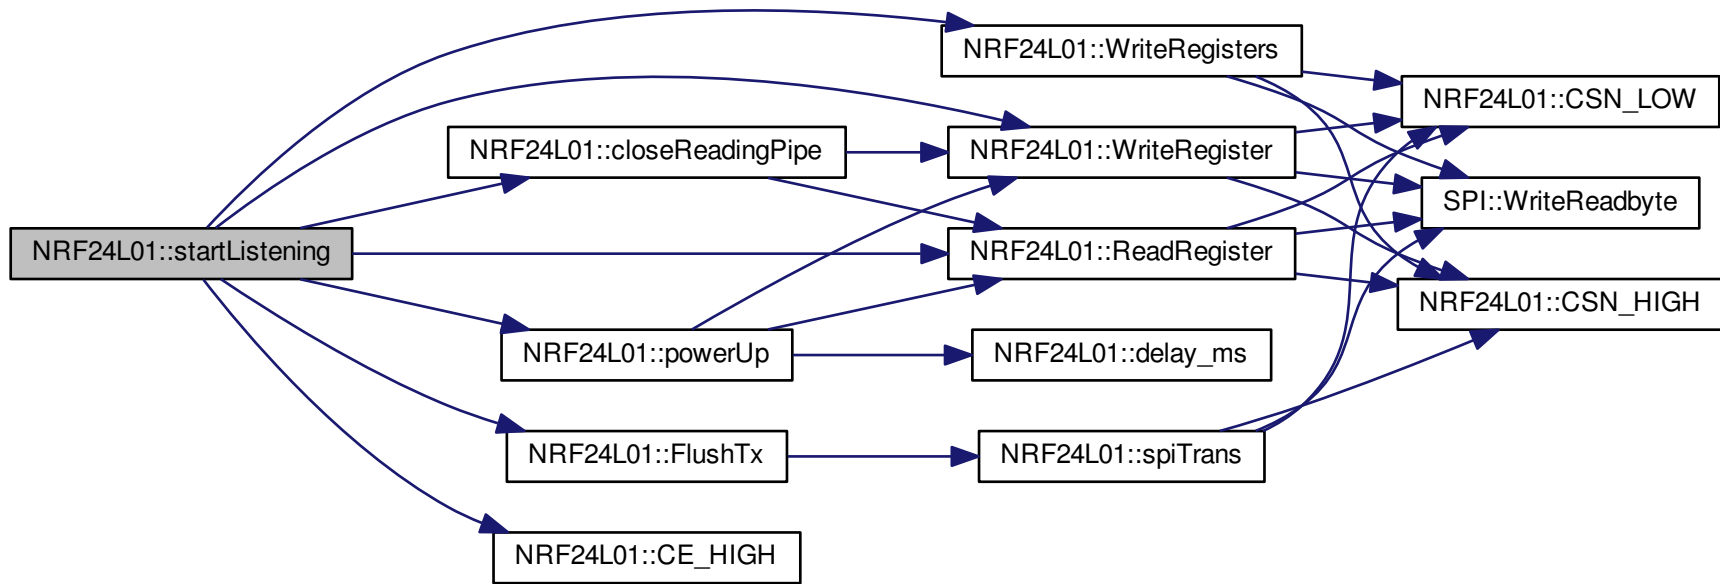 NRF24L01::startListening
NRF24L01::closeReadingPipe
NRF24L01::powerUp
NRF24L01::FlushTx
NRF24L01::CE_HIGH
NRF24L01::WriteRegisters
NRF24L01::WriteRegister
NRF24L01::ReadRegister
NRF24L01::delay_ms
NRF24L01::spiTrans
NRF24L01::CSN_LOW
SPI::WriteReadbyte
NRF24L01::CSN_HIGH